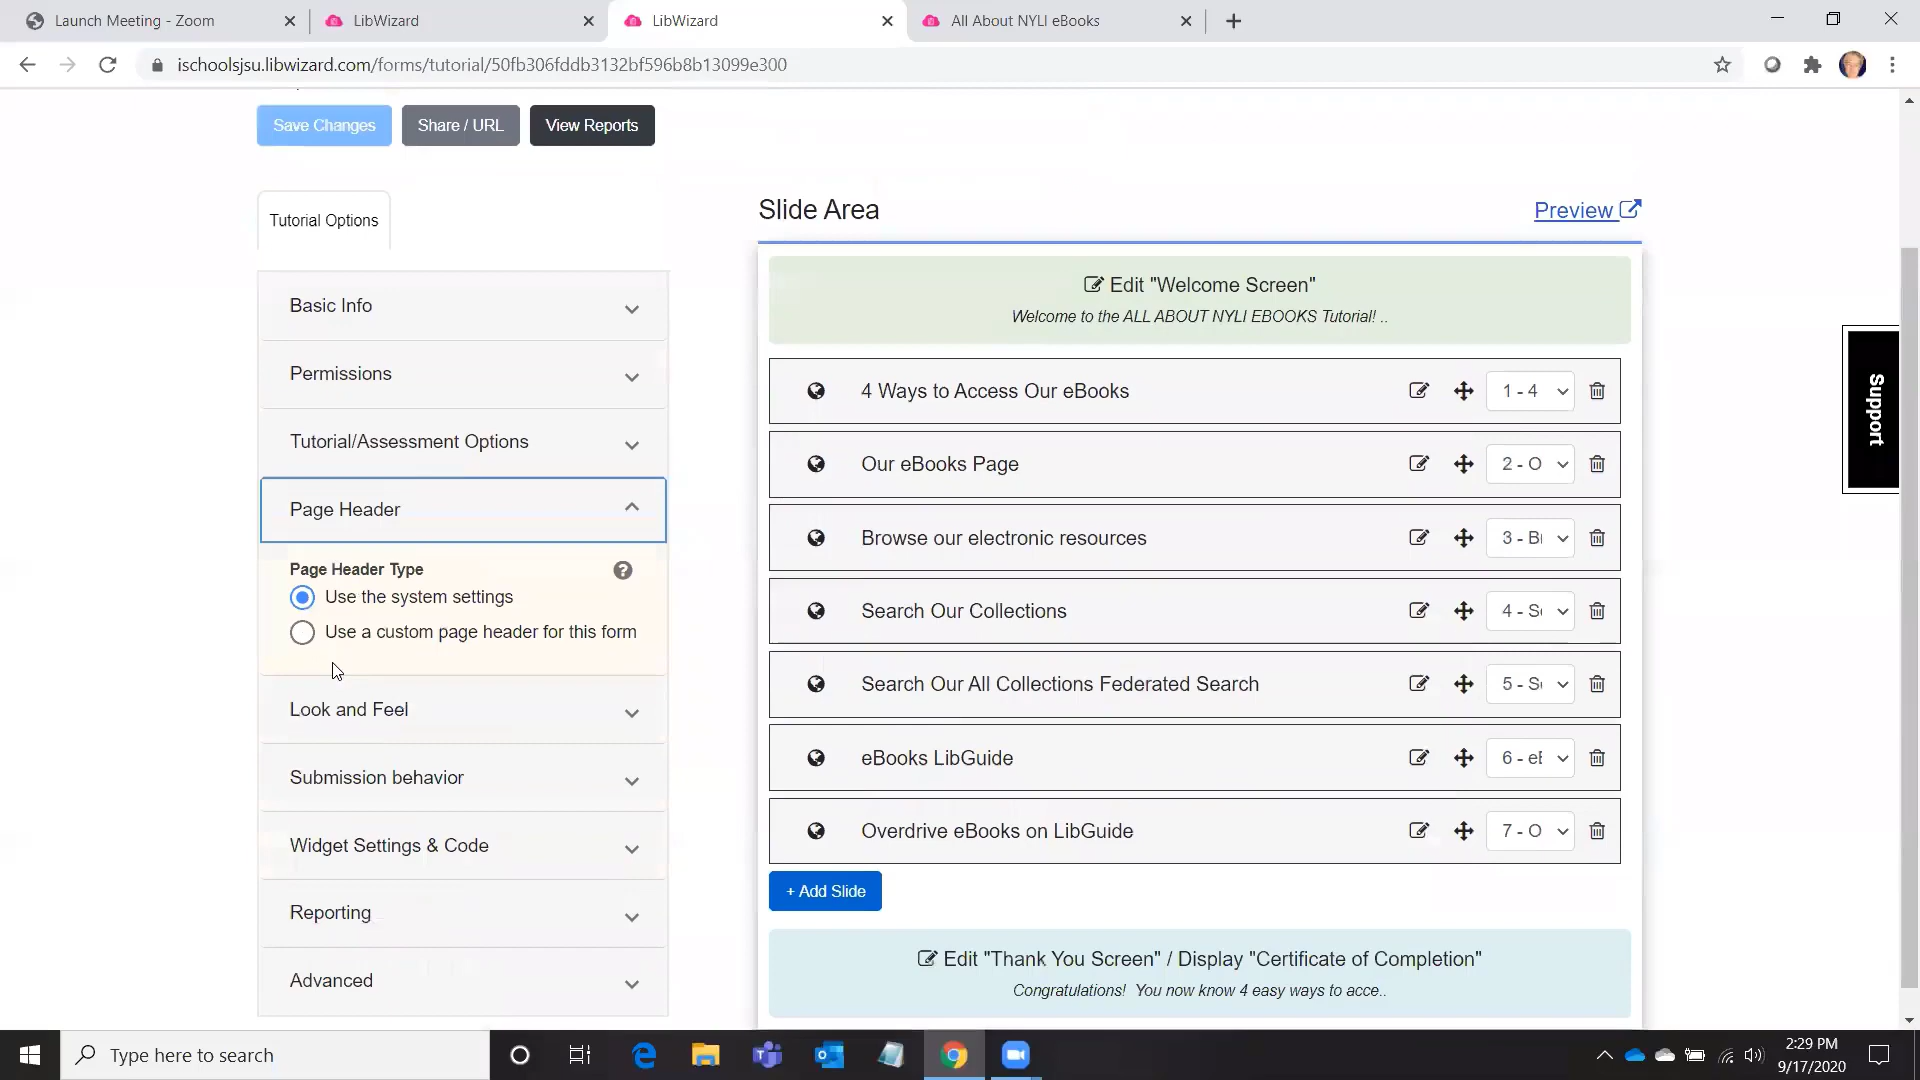 Launch Meeting - Zoom
LibWizard
LibWizard
All About NYLI eBooks
ischoolsjsu.libwizard.com/forms/tutorial/50fb306fddb3132bf596b8b13099e300
Save Changes
Share / URL
View Reports
Tutorial Options
Basic Info
Permissions
Tutorial/Assessment Options
Page Header
Page Header Type
Use the system settings
Use a custom page header for this form
Look and Feel
Submission behavior
Widget Settings & Code
Reporting
Advanced
Slide Area
Preview
Edit "Welcome Screen"
Welcome to the ALL ABOUT NYLI EBOOKS Tutorial! ..
4 Ways to Access Our eBooks
1 - 4
Our eBooks Page
2 - O
Browse our electronic resources
3 - B
Search Our Collections
4 - S
Search Our All Collections Federated Search
5 - S
eBooks LibGuide
6 - eB
Overdrive eBooks on LibGuide
7 - O
+ Add Slide
Edit "Thank You Screen" / Display "Certificate of Completion"
Congratulations! You now know 4 easy ways to acce..
Support
Type here to search
2:29 PM
9/17/2020